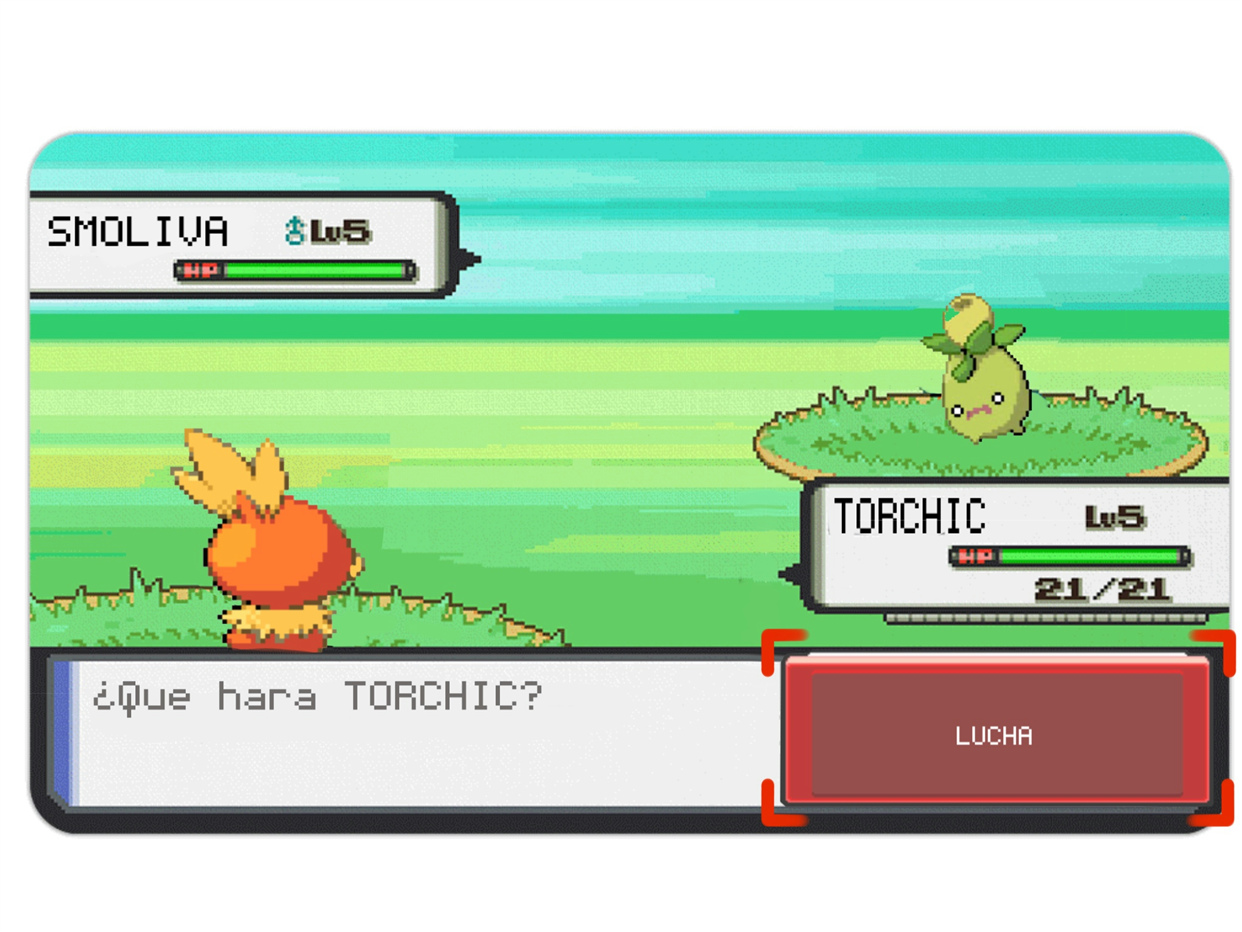 SMOLIVA ♂Lv5
HP
TORCHIC Lv5
HP
21/21
¿Que hara TORCHIC?
LUCHA